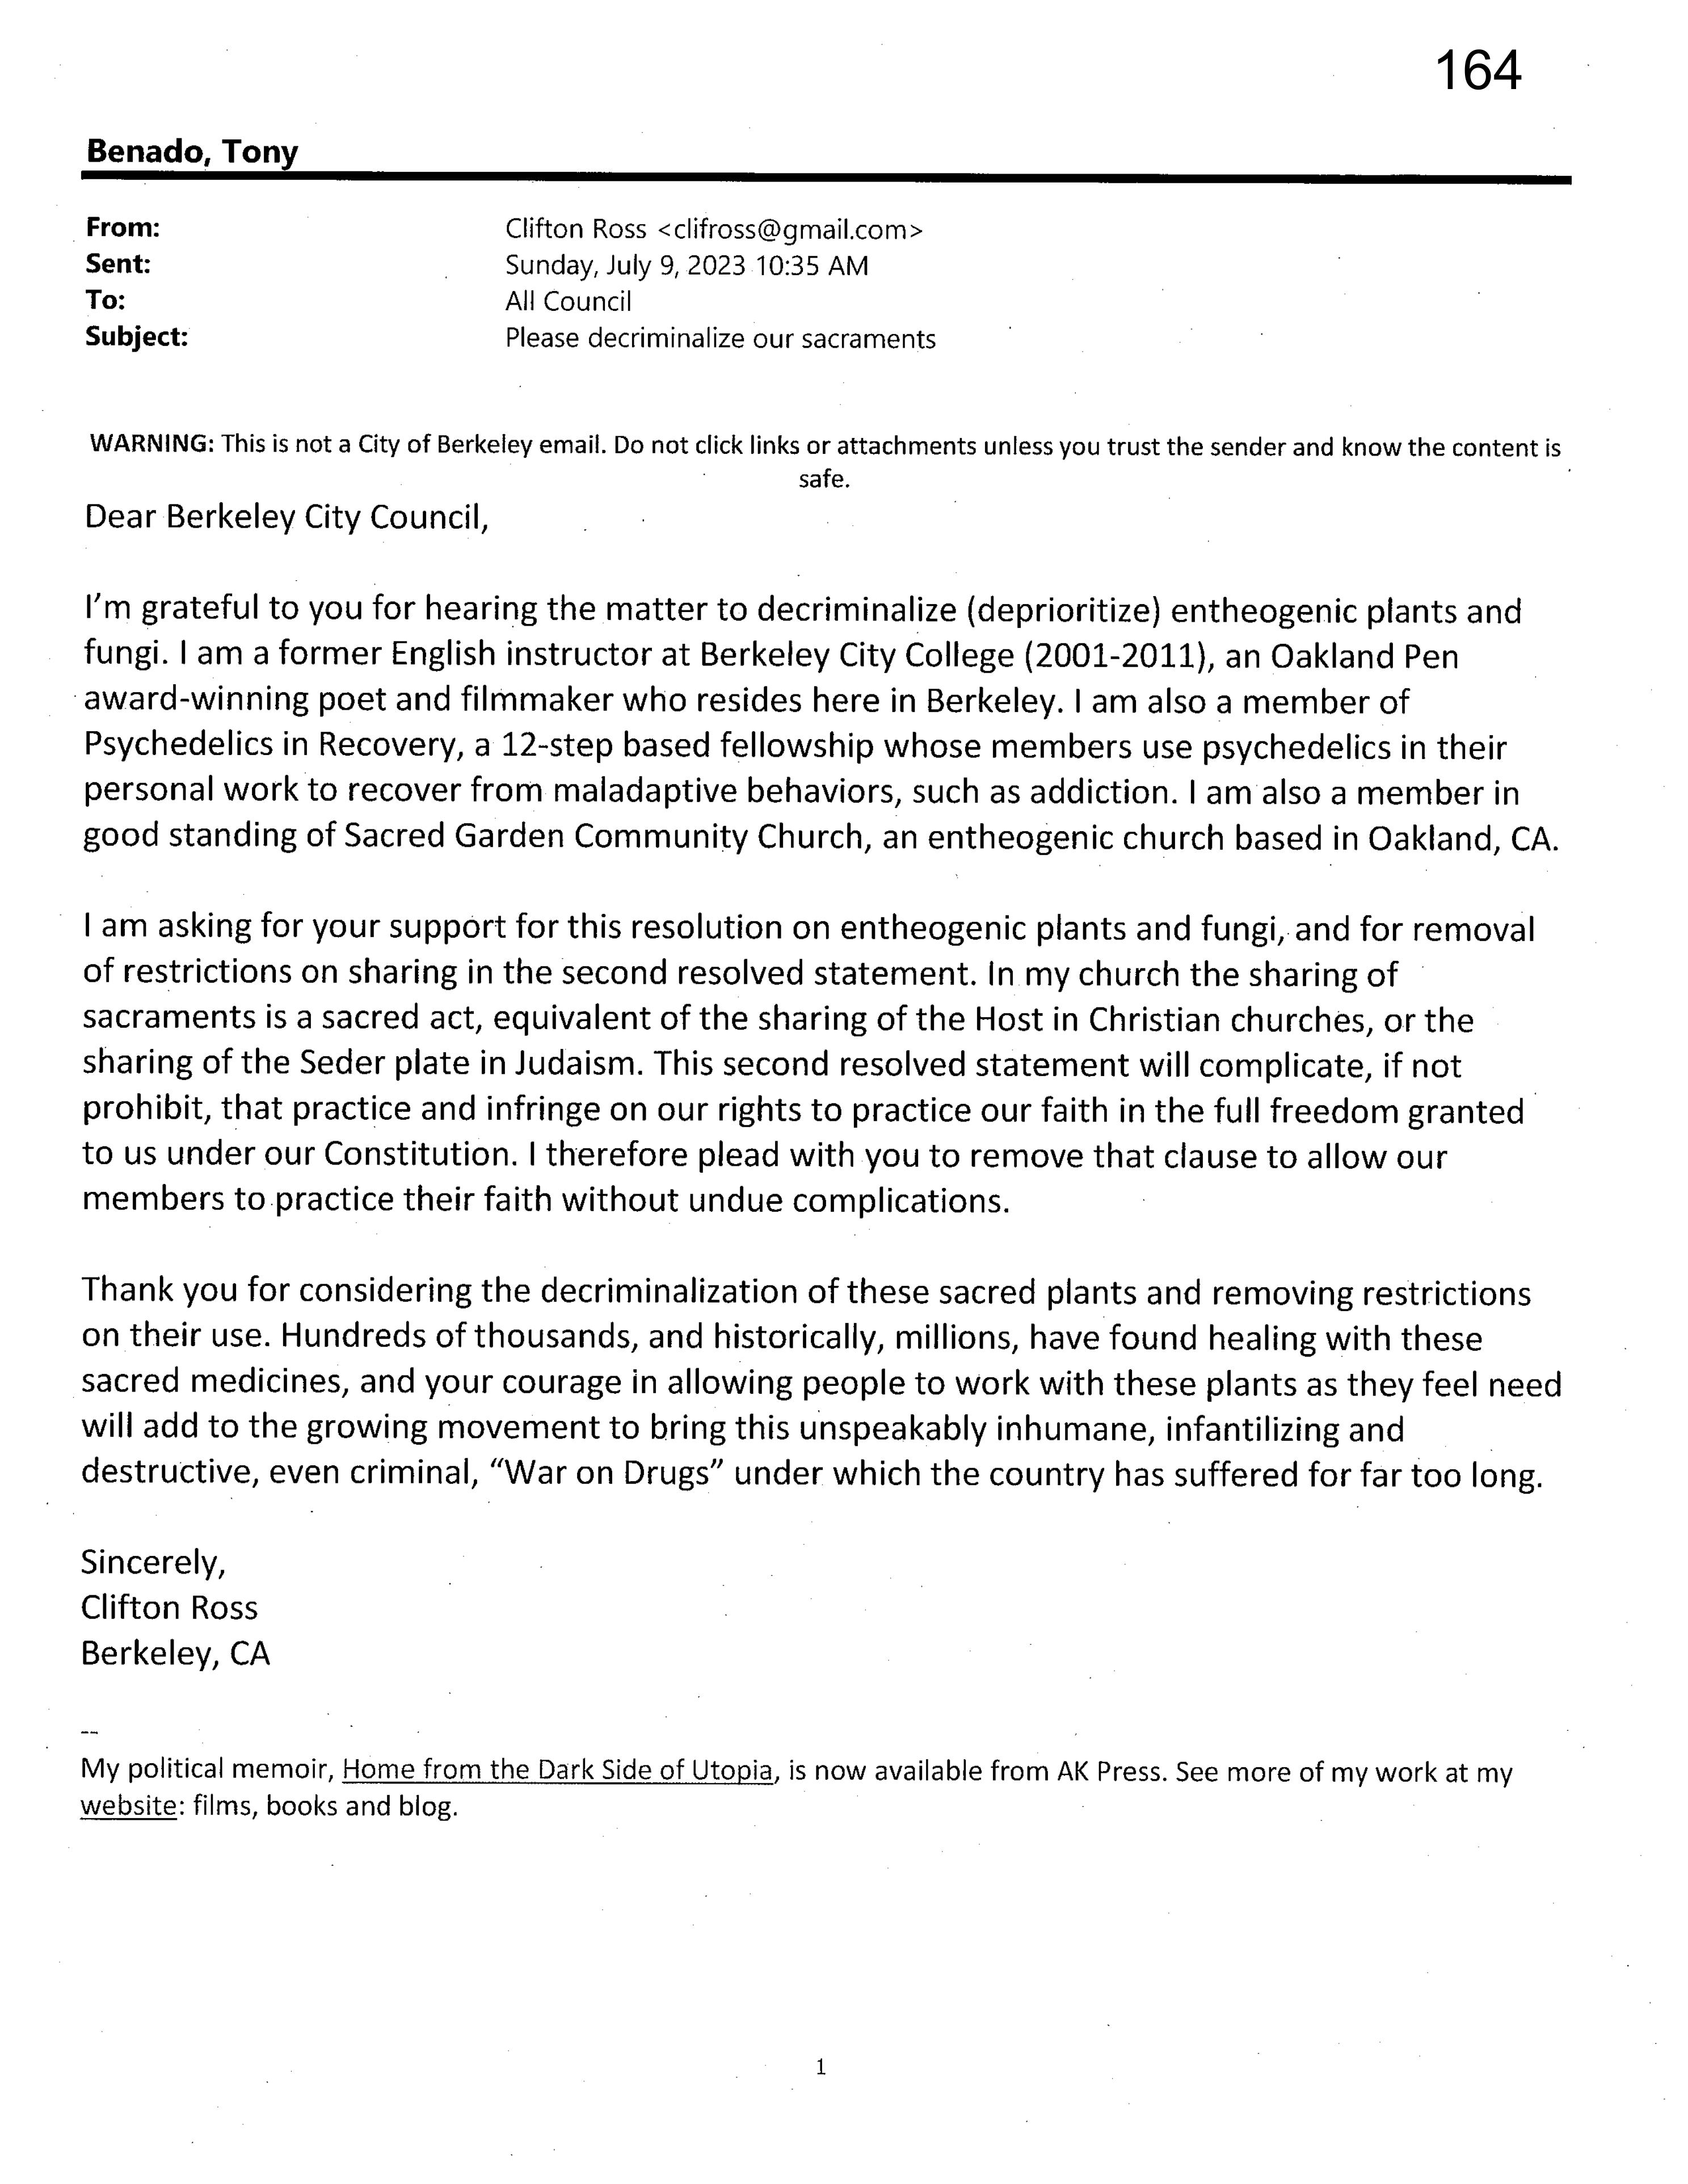 164
Benado, Tony
From: Clifton Ross <clifross@gmail.com>
Sent: Sunday, July 9, 2023 10:35 AM
To: All Council
Subject: Please decriminalize our sacraments
WARNING: This is not a City of Berkeley email. Do not click links or attachments unless you trust the sender and know the content is
safe.
Dear Berkeley City Council,
I'm grateful to you for hearing the matter to decriminalize (deprioritize) entheogenic plants and
fungi. I am a former English instructor at Berkeley City College (2001-2011), an Oakland Pen
award-winning poet and filmmaker who resides here in Berkeley. I am also a member of
Psychedelics in Recovery, a 12-step based fellowship whose members use psychedelics in their
personal work to recover from maladaptive behaviors, such as addiction. I am also a member in
good standing of Sacred Garden Community Church, an entheogenic church based in Oakland, CA.
I am asking for your support for this resolution on entheogenic plants and fungi, and for removal
of restrictions on sharing in the second resolved statement. In my church the sharing of
sacraments is a sacred act, equivalent of the sharing of the Host in Christian churches, or the
sharing of the Seder plate in Judaism. This second resolved statement will complicate, if not
prohibit, that practice and infringe on our rights to practice our faith in the full freedom granted
to us under our Constitution. I therefore plead with you to remove that clause to allow our
members to practice their faith without undue complications.
Thank you for considering the decriminalization of these sacred plants and removing restrictions
on their use. Hundreds of thousands, and historically, millions, have found healing with these
sacred medicines, and your courage in allowing people to work with these plants as they feel need
will add to the growing movement to bring this unspeakably inhumane, infantilizing and
destructive, even criminal, “War on Drugs” under which the country has suffered for far too long.
Sincerely,
Clifton Ross
Berkeley, CA
--
My political memoir, Home from the Dark Side of Utopia, is now available from AK Press. See more of my work at my
website: films, books and blog.
1